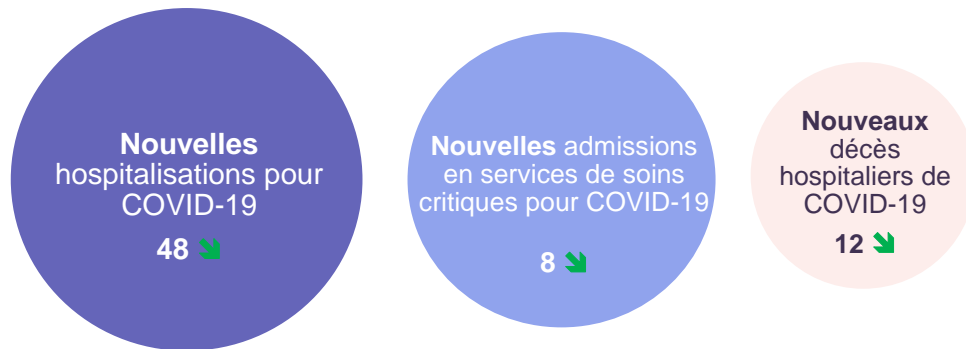 Nouvelles
hospitalisations pour
COVID-19
48
Nouvelles admissions
en services de soins
critiques pour COVID-19
8
Nouveaux
décès
hospitaliers de
COVID-19
12